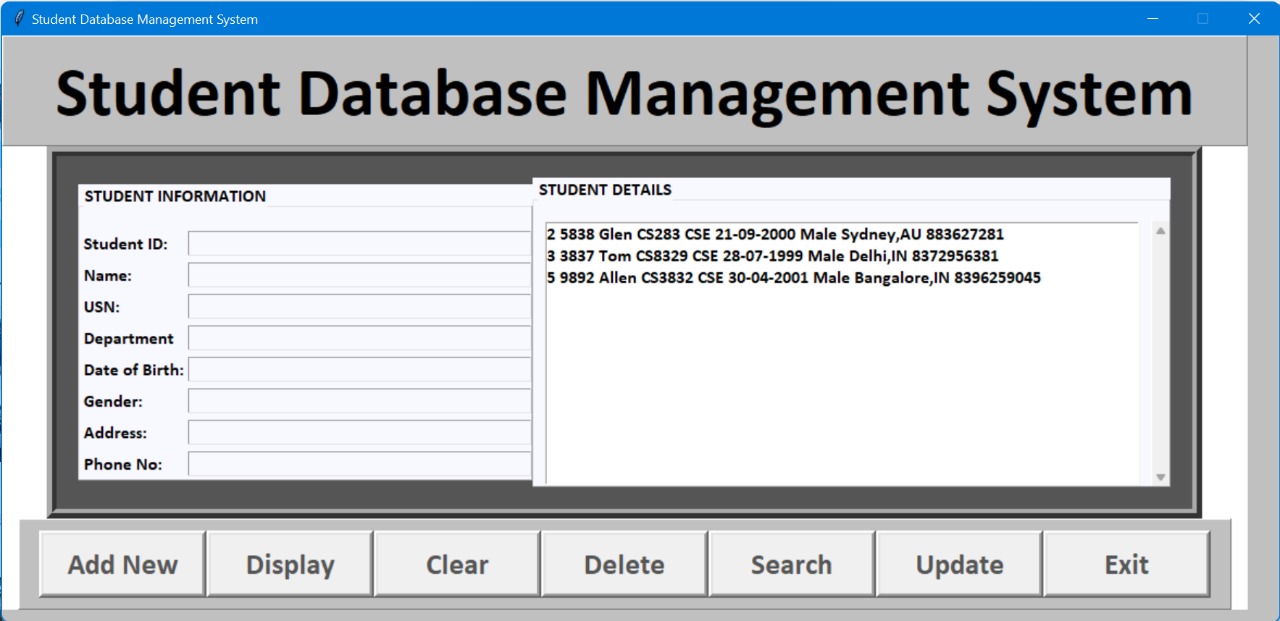 Student Database Management System
Student Database Management System
STUDENT INFORMATION
Student ID:
Name:
USN:
Department
Date of Birth:
Gender:
Address:
Phone No:
STUDENT DETAILS
2 5838 Glen CS283 CSE 21-09-2000 Male Sydney,AU 883627281
3 3837 Tom CS8329 CSE 28-07-1999 Male Delhi,IN 8372956381
5 9892 Allen CS3832 CSE 30-04-2001 Male Bangalore,IN 8396259045
Add New Display Clear Delete Search Update Exit